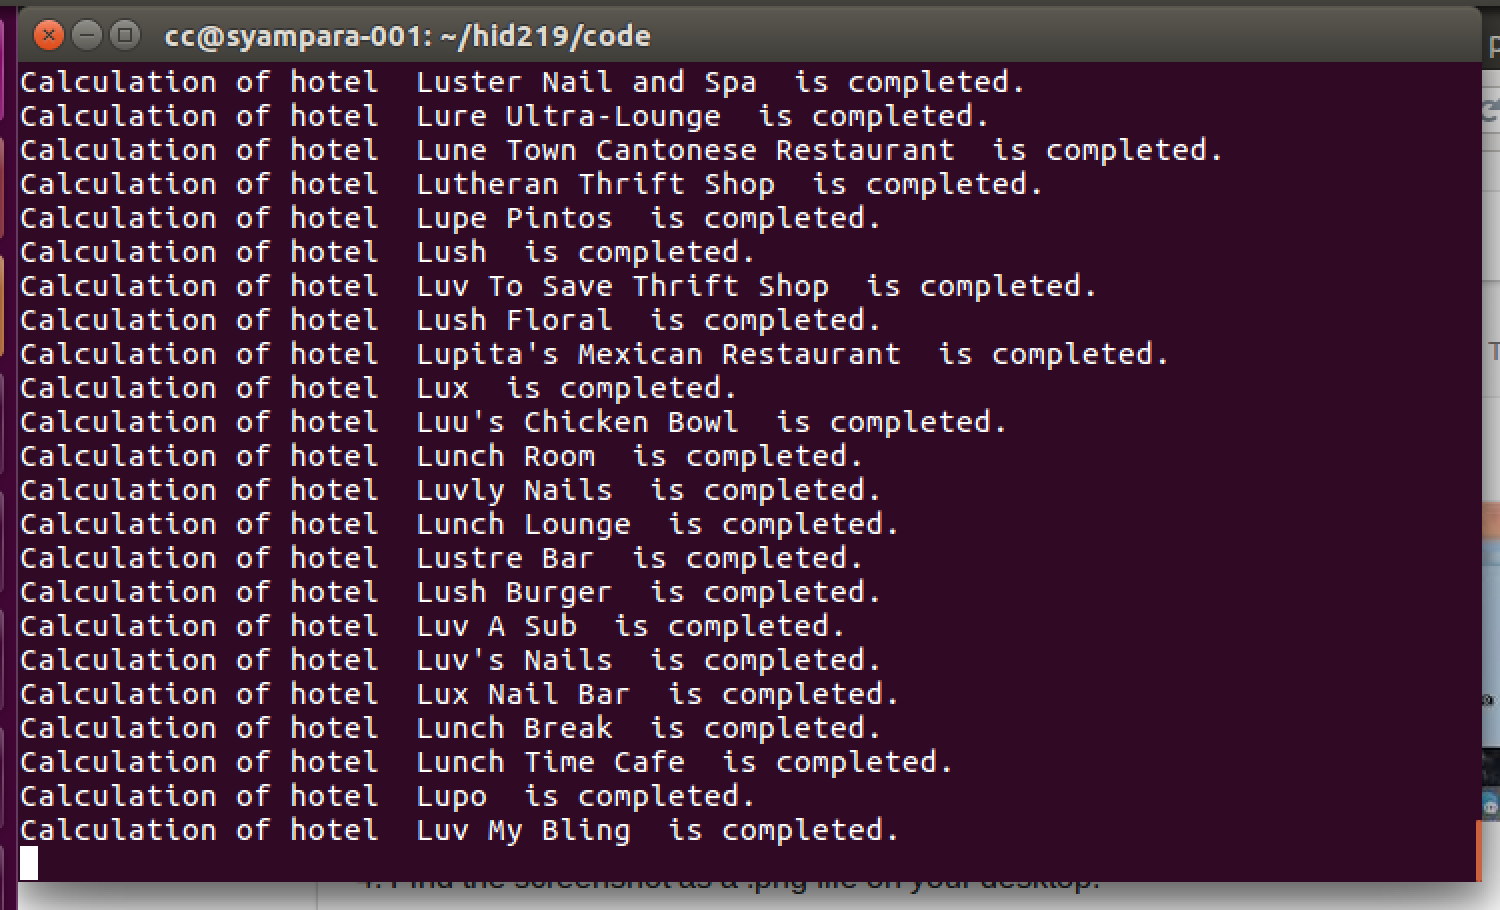 cc@syampara-001: ~/hid219/code
Calculation of hotel  Luster Nail and Spa  is completed.
Calculation of hotel  Lure Ultra-Lounge  is completed.
Calculation of hotel  Lune Town Cantonese Restaurant  is completed.
Calculation of hotel  Lutheran Thrift Shop  is completed.
Calculation of hotel  Lupe Pintos  is completed.
Calculation of hotel  Lush  is completed.
Calculation of hotel  Luv To Save Thrift Shop  is completed.
Calculation of hotel  Lush Floral  is completed.
Calculation of hotel  Lupita's Mexican Restaurant  is completed.
Calculation of hotel  Lux  is completed.
Calculation of hotel  Luu's Chicken Bowl  is completed.
Calculation of hotel  Lunch Room  is completed.
Calculation of hotel  Luvly Nails  is completed.
Calculation of hotel  Lunch Lounge  is completed.
Calculation of hotel  Lustre Bar  is completed.
Calculation of hotel  Lush Burger  is completed.
Calculation of hotel  Luv A Sub  is completed.
Calculation of hotel  Luv's Nails  is completed.
Calculation of hotel  Lux Nail Bar  is completed.
Calculation of hotel  Lunch Break  is completed.
Calculation of hotel  Lunch Time Cafe  is completed.
Calculation of hotel  Lupo  is completed.
Calculation of hotel  Luv My Bling  is completed.
4. Find the screenshot as a .png file on your desktop.